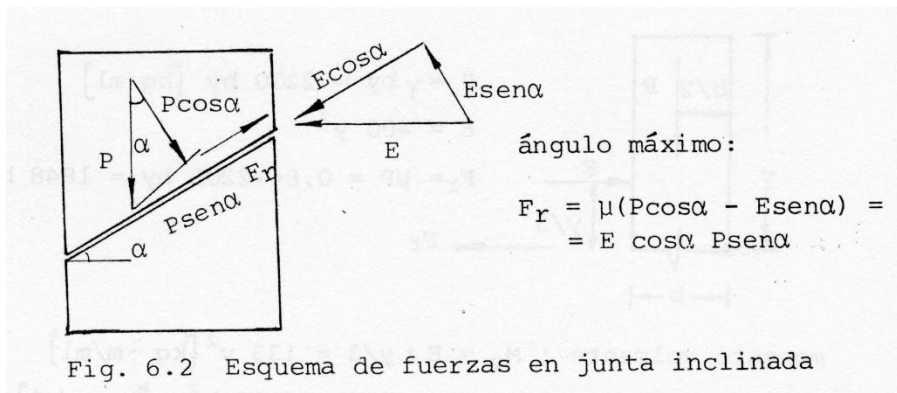 Ecosα
Esenα
Pcosα
P
α
Fr
Psenα
α
E
ángulo máximo:
Fr = μ(Pcosα - Esenα) =
= E cosα Psenα
Fig. 6.2 Esquema de fuerzas en junta inclinada